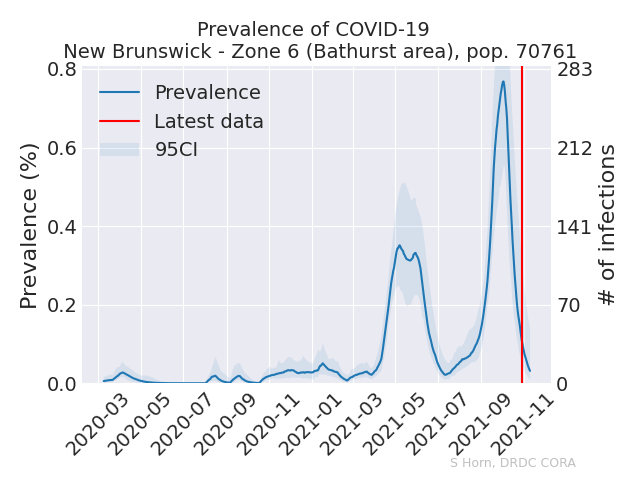 Prevalence of COVID-19
New Brunswick - Zone 6 (Bathurst area), pop. 70761
Prevalence
Latest data
95CI
Prevalence (%)
0.8
0.6
0.4
0.2
0.0
283
212
141
70
0
# of infections
2020-03
2020-05
2020-07
2020-09
2020-11
2021-01
2021-03
2021-05
2021-07
2021-09
2021-11
S Horn, DRDC CORA